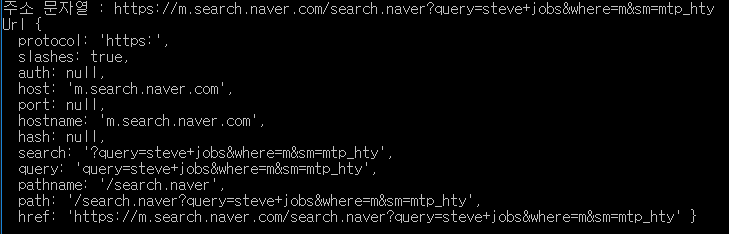 주소 문자열 : https://m.search.naver.com/search.naver?query=steve+jobs&where=m&sm=mtp_hty
Url {
  protocol: 'https:',
  slashes: true,
  auth: null,
  host: 'm.search.naver.com',
  port: null,
  hostname: 'm.search.naver.com',
  hash: null,
  search: '?query=steve+jobs&where=m&sm=mtp_hty',
  query: 'query=steve+jobs&where=m&sm=mtp_hty',
  pathname: '/search.naver',
  path: '/search.naver?query=steve+jobs&where=m&sm=mtp_hty',
  href: 'https://m.search.naver.com/search.naver?query=steve+jobs&where=m&sm=mtp_hty' }